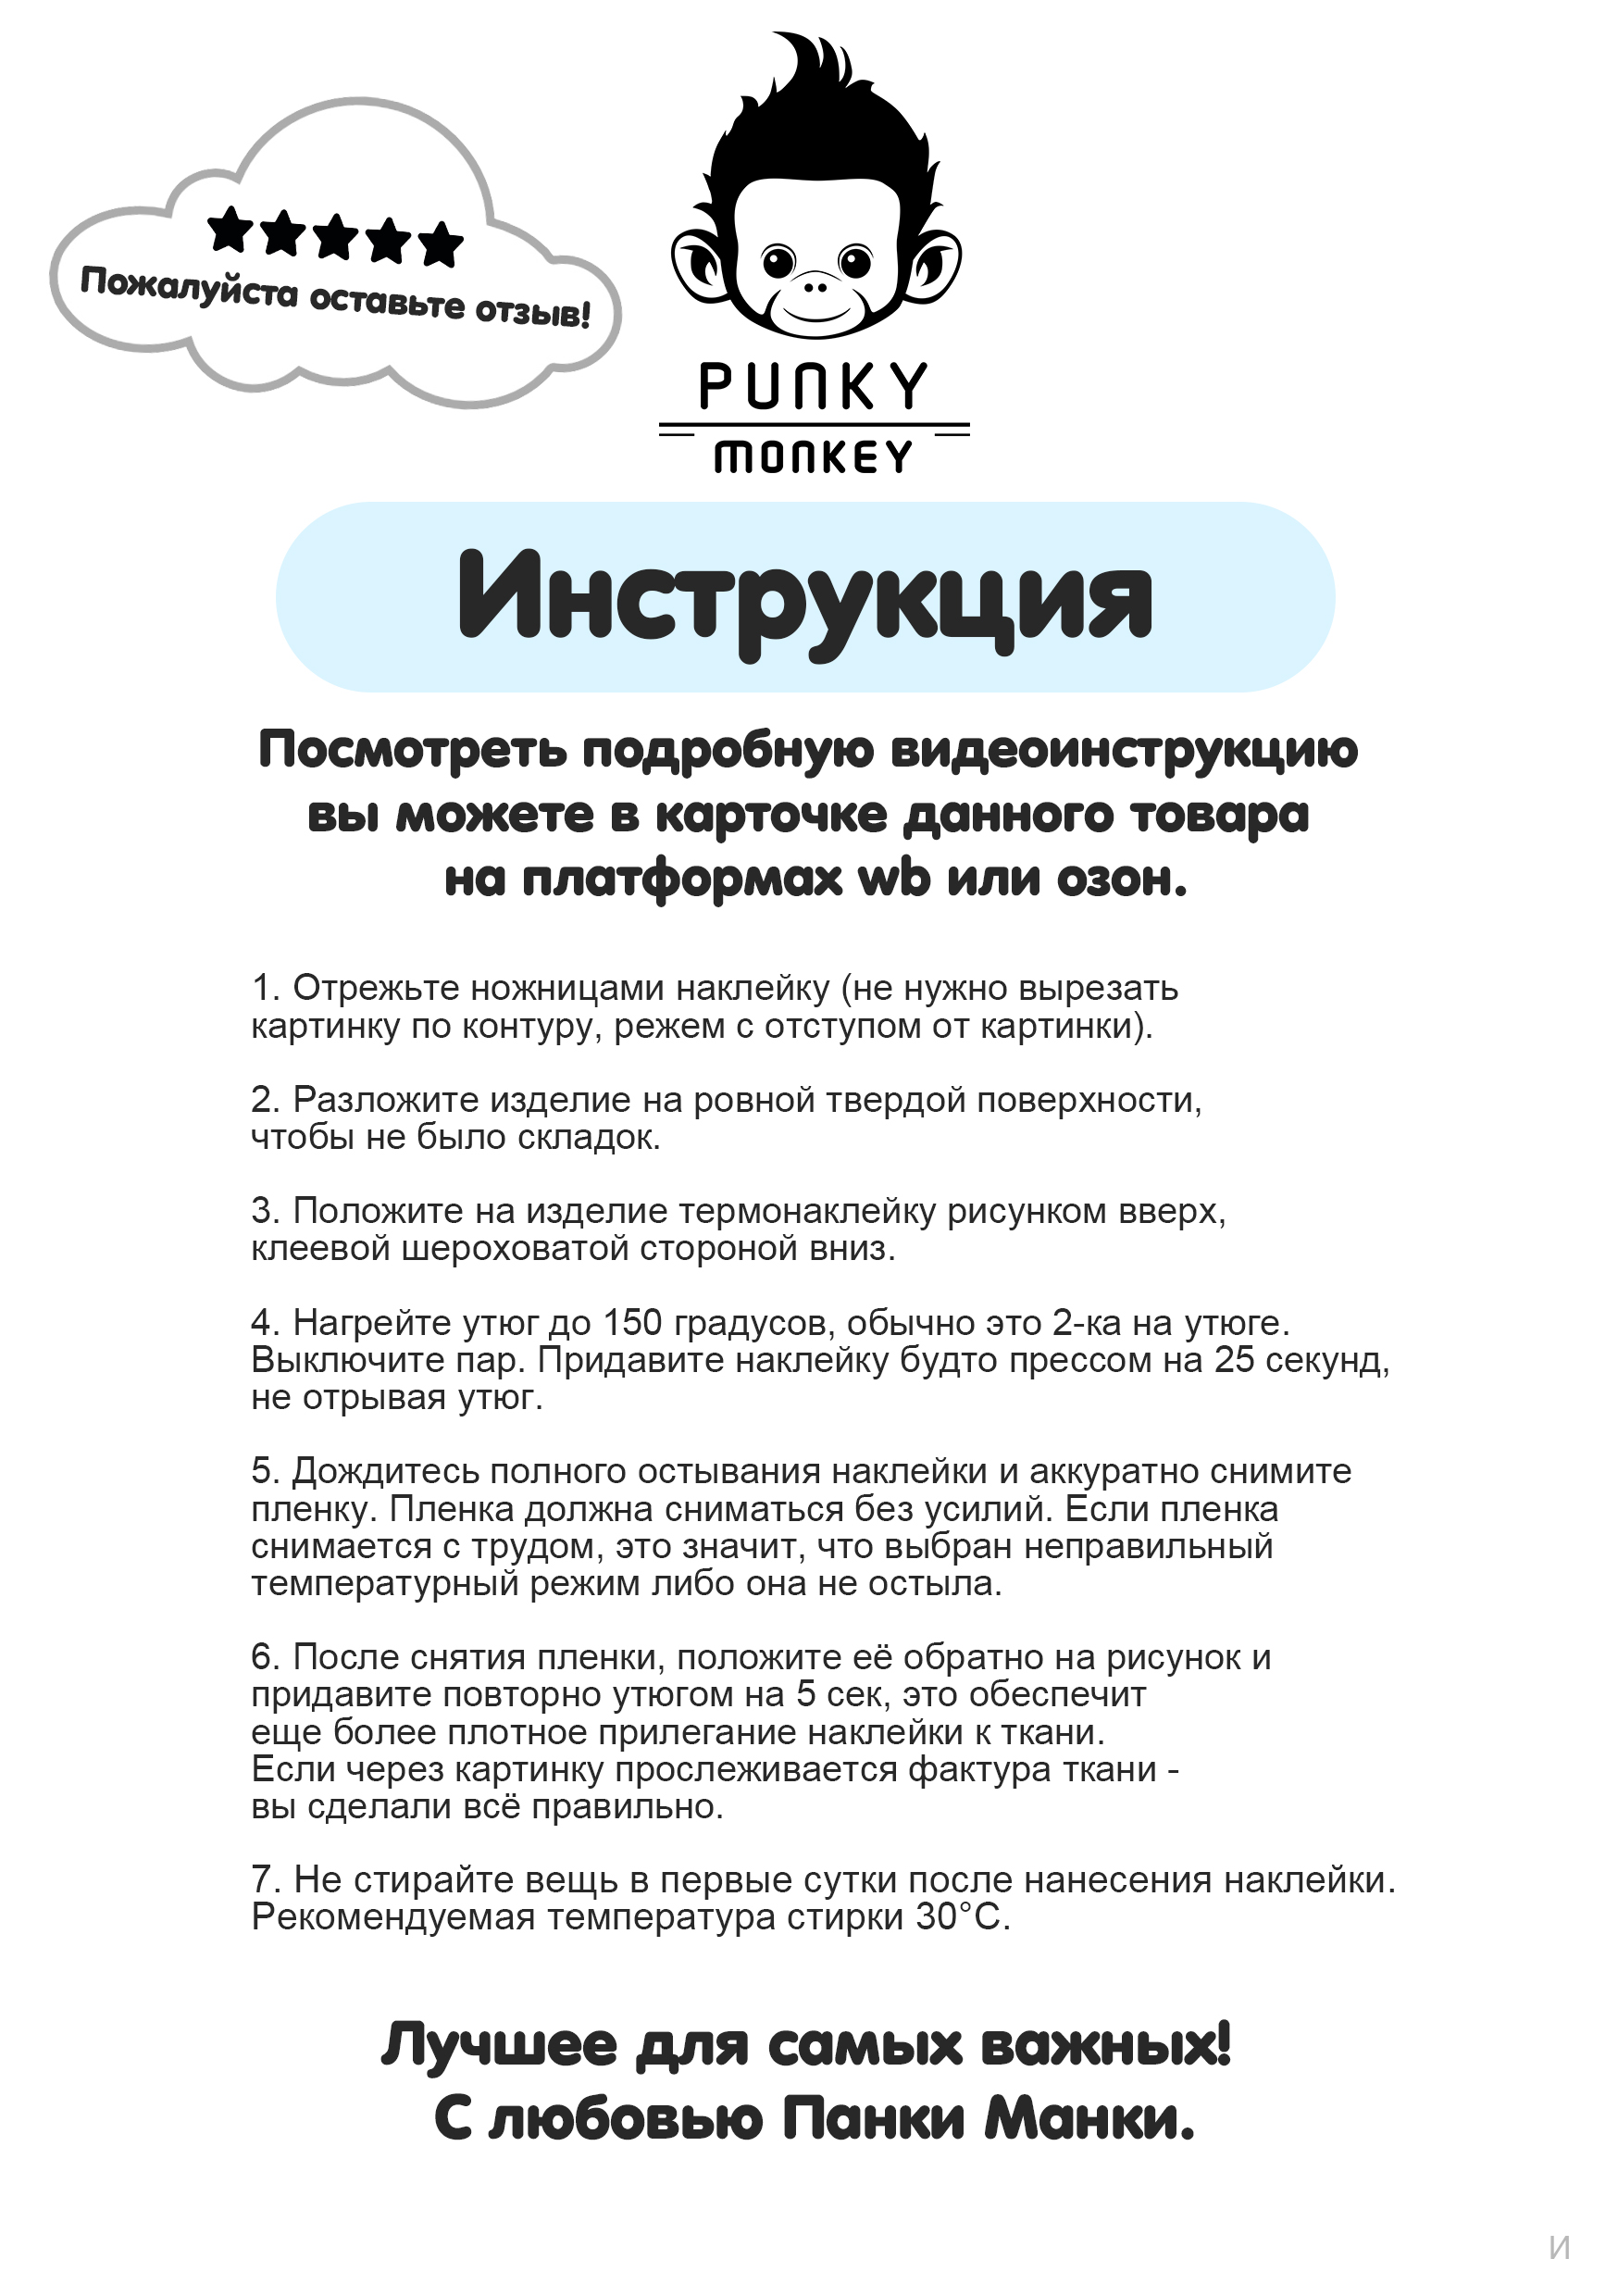 Пожалуйста оставьте отзыв!
PUNKY
MONKEY
Инструкция
Посмотреть подробную видеоинструкцию
вы можете в карточке данного товара
на платформах wb или озон.
1. Отрежьте ножницами наклейку (не нужно вырезать
картинку по контуру, режем с отступом от картинки).
2. Разложите изделие на ровной твердой поверхности,
чтобы не было складок.
3. Положите на изделие термонаклейку рисунком вверх,
клеевой шероховатой стороной вниз.
4. Нагрейте утюг до 150 градусов, обычно это 2-ка на утюге.
Выключите пар. Придавите наклейку будто прессом на 25 секунд,
не отрывая утюг.
5. Дождитесь полного остывания наклейки и аккуратно снимите
пленку. Пленка должна сниматься без усилий. Если пленка
снимается с трудом, это значит, что выбран неправильный
температурный режим либо она не остыла.
6. После снятия пленки, положите её обратно на рисунок и
придавите повторно утюгом на 5 сек, это обеспечит
еще более плотное прилегание наклейки к ткани.
Если через картинку прослеживается фактура ткани -
вы сделали всё правильно.
7. Не стирайте вещь в первые сутки после нанесения наклейки.
Рекомендуемая температура стирки 30°С.
Лучшее для самых важных!
С любовью Панки Манки.
И